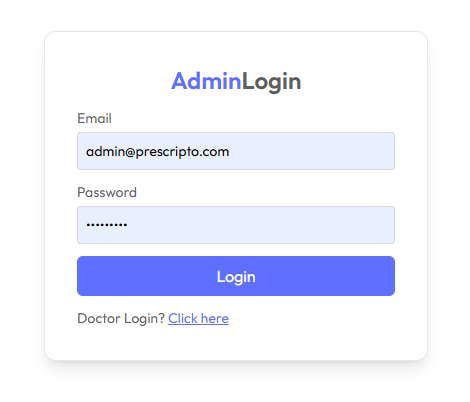 AdminLogin
Email
admin@prescripto.com
Password
•••••••••
Login
Doctor Login? Click here